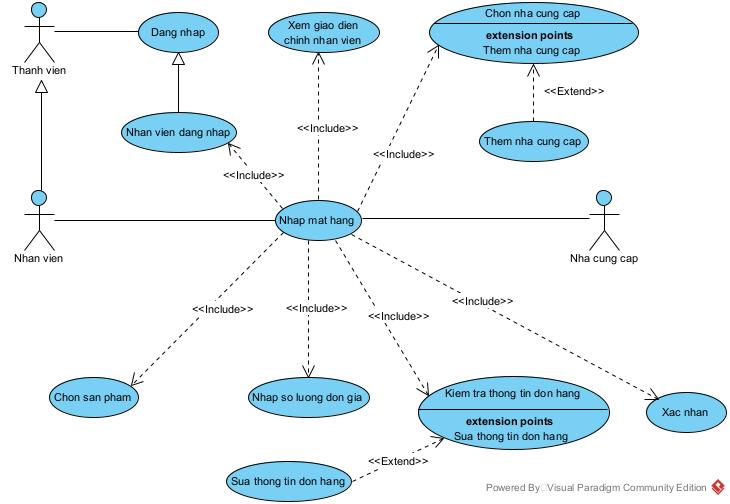 Thanh vien
Dang nhap
Xem giao dien
chinh nhan vien
Chon nha cung cap
extension points
Them nha cung cap
<<Extend>>
Nhan vien dang nhap
<<Include>>
Them nha cung cap
<<Include>>
<<Include>>
Nhap mat hang
Nhan vien
Nha cung cap
<<Include>>
<<Include>>
<<Include>>
<<Include>>
Chon san pham
Nhap so luong don gia
Kiem tra thong tin don hang
extension points
Sua thong tin don hang
Xac nhan
<<Extend>>
Sua thong tin don hang
Powered By Visual Paradigm Community Edition